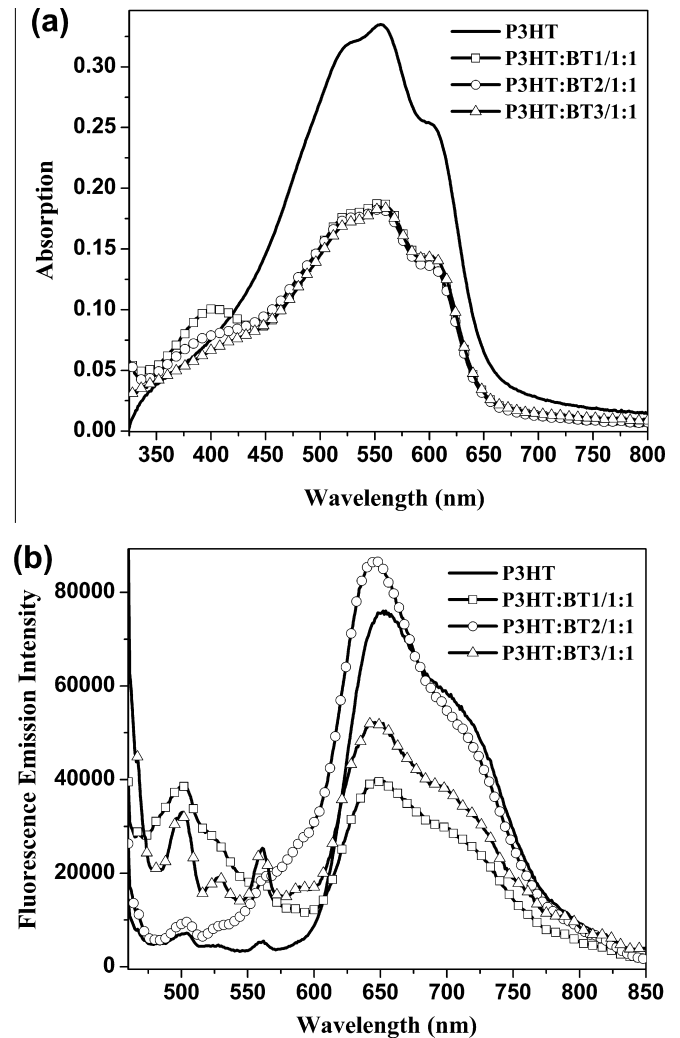 (a)
P3HT
P3HT:BT1/1:1
P3HT:BT2/1:1
P3HT:BT3/1:1
0.30
0.25
0.20
0.15
0.10
0.05
0.00
Absorption
350 400 450 500 550 600 650 700 750 800
Wavelength (nm)
(b)
P3HT
P3HT:BT1/1:1
P3HT:BT2/1:1
P3HT:BT3/1:1
80000
60000
40000
20000
0
Fluorescence Emission Intensity
500 550 600 650 700 750 800 850
Wavelength (nm)